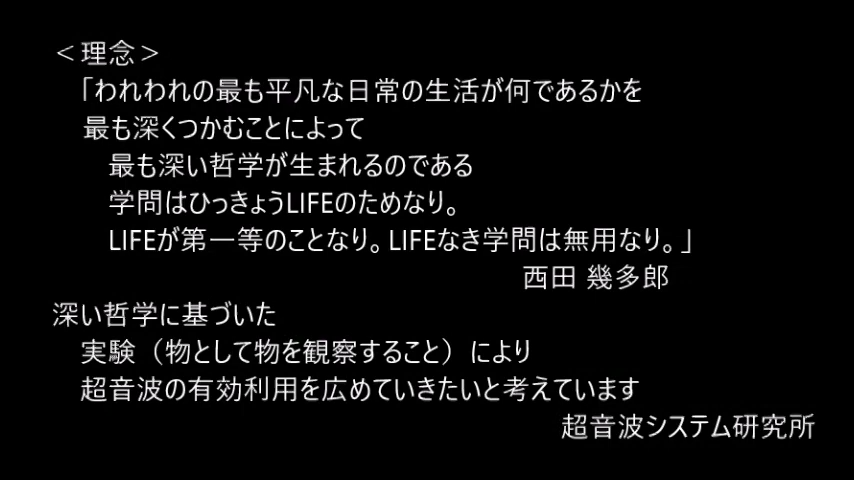 ＜理念＞
「われわれの最も平凡な日常の生活が何であるかを
最も深くつかむことによって
最も深い哲学が生まれるのである
学問はひっきょうLIFEのためなり。
LIFEが第一等のことなり。LIFEなき学問は無用なり。」
西田 幾多郎
深い哲学に基づいた
実験（物として物を観察すること）により
超音波の有効利用を広めていきたいと考えています
超音波システム研究所